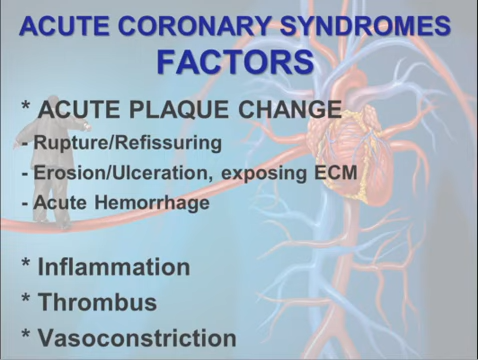 ACUTE CORONARY SYNDROMES
FACTORS
* ACUTE PLAQUE CHANGE
- Rupture/Refissuring
- Erosion/Ulceration, exposing ECM
- Acute Hemorrhage
* Inflammation
* Thrombus
* Vasoconstriction